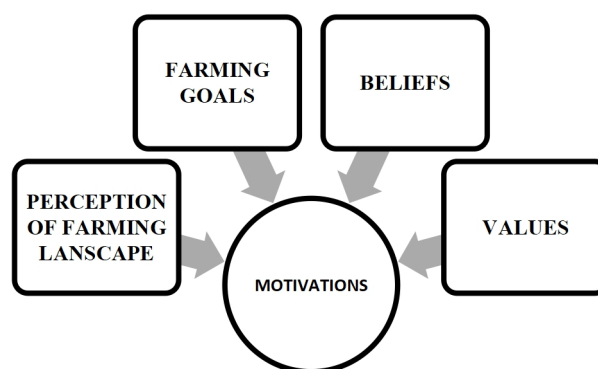 FARMING
GOALS
BELIEFS
PERCEPTION
OF FARMING
LANSCAPE
VALUES
MOTIVATIONS